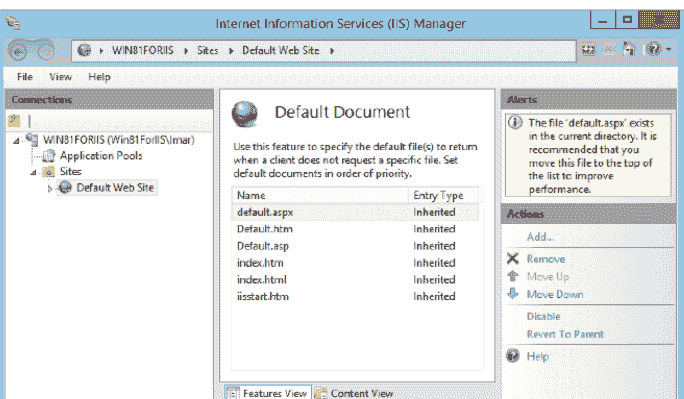 Internet Information Services (IIS) Manager
WIN81FORIIS Sites Default Web Site
File View Help
Connections
WIN81FORIIS (Win81ForIIS\Imar)
Application Pools
Sites
Default Web Site
Default Document
Use this feature to specify the default file(s) to return
when a client does not request a specific file. Set
default documents in order of priority.
Name Entry Type
default.aspx Inherited
Default.htm Inherited
Default.asp Inherited
index.htm Inherited
index.html Inherited
iisstart.htm Inherited
Features View Content View
Alerts
The file 'default.aspx' exists
in the current directory. It is
recommended that you
move this file to the top of
the list to improve
performance.
Actions
Add...
Remove
Move Up
Move Down
Disable
Revert To Parent
Help